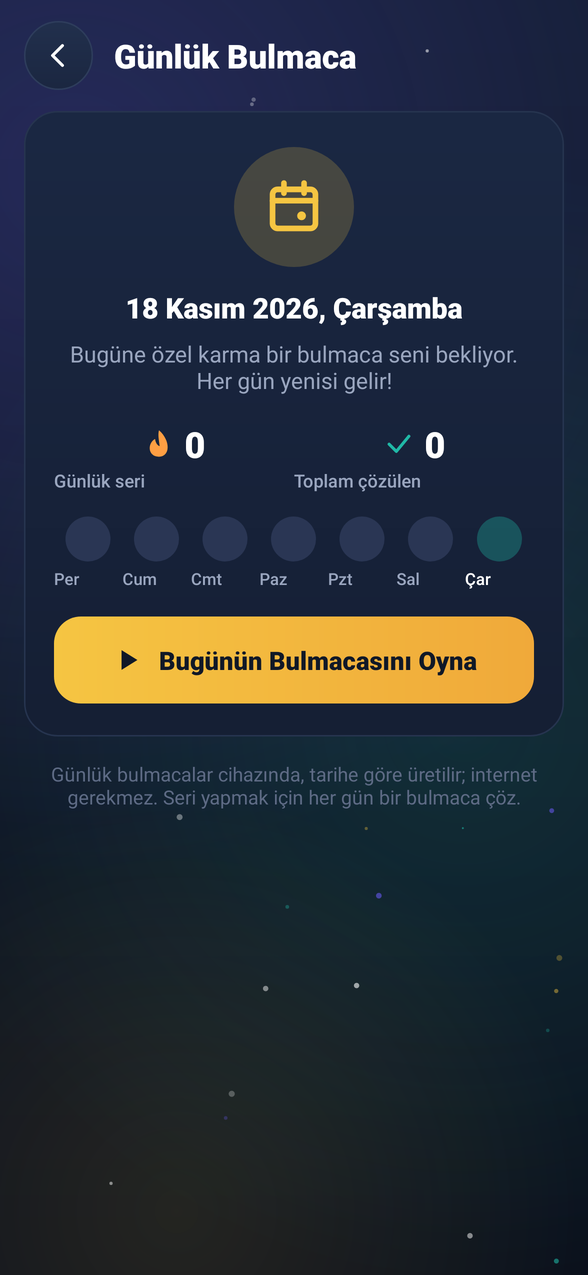 Günlük Bulmaca
18 Kasım 2026, Çarşamba
Bugüne özel karma bir bulmaca seni bekliyor.
Her gün yenisi gelir!
0 0
Günlük seri Toplam çözülen
Per Cum Cmt Paz Pzt Sal Çar
Bugünün Bulmacasını Oyna
Günlük bulmacalar cihazında, tarihe göre üretilir; internet
gerekmez. Seri yapmak için her gün bir bulmaca çöz.